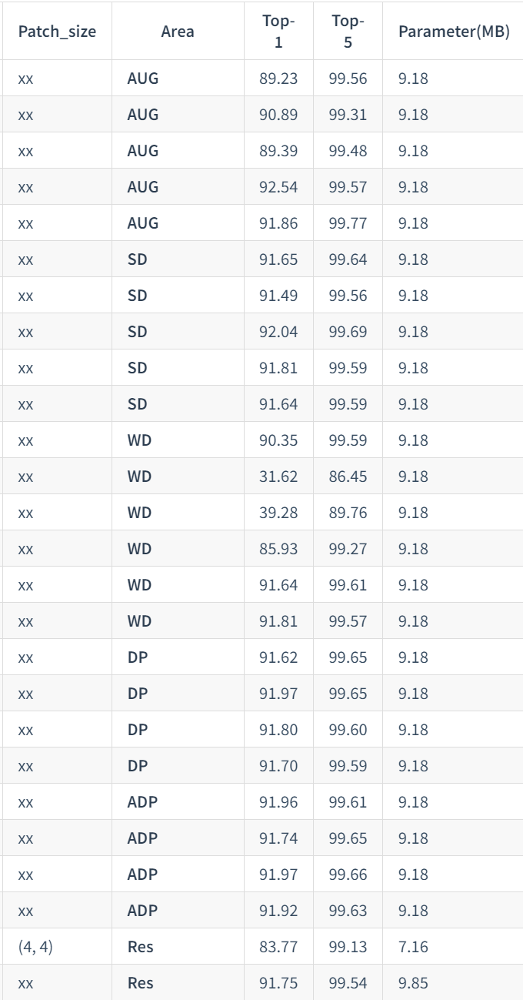 Patch_size Area Top-1 Top-5 Parameter(MB)
xx AUG 89.23 99.56 9.18
xx AUG 90.89 99.31 9.18
xx AUG 89.39 99.48 9.18
xx AUG 92.54 99.57 9.18
xx AUG 91.86 99.77 9.18
xx SD 91.65 99.64 9.18
xx SD 91.49 99.56 9.18
xx SD 92.04 99.69 9.18
xx SD 91.81 99.59 9.18
xx SD 91.64 99.59 9.18
xx WD 90.35 99.59 9.18
xx WD 31.62 86.45 9.18
xx WD 39.28 89.76 9.18
xx WD 85.93 99.27 9.18
xx WD 91.64 99.61 9.18
xx WD 91.81 99.57 9.18
xx DP 91.62 99.65 9.18
xx DP 91.97 99.65 9.18
xx DP 91.80 99.60 9.18
xx DP 91.70 99.59 9.18
xx ADP 91.96 99.61 9.18
xx ADP 91.74 99.65 9.18
xx ADP 91.97 99.66 9.18
xx ADP 91.92 99.63 9.18
(4, 4) Res 83.77 99.13 7.16
xx Res 91.75 99.54 9.85